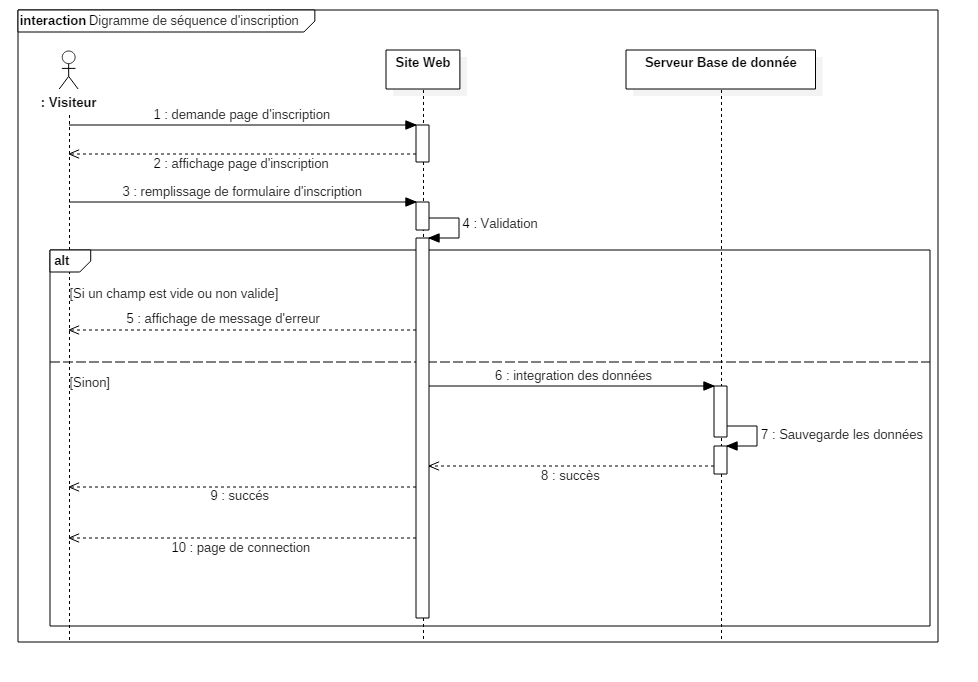 interaction Digramme de séquence d'inscription
Site Web
Serveur Base de donnée
: Visiteur
1 : demande page d'inscription
2 : affichage page d'inscription
3 : remplissage de formulaire d'inscription
4 : Validation
alt
[Si un champ est vide ou non valide]
5 : affichage de message d'erreur
6 : integration des données
[Sinon]
7 : Sauvegarde les données
8 : succès
9 : succés
10 : page de connection